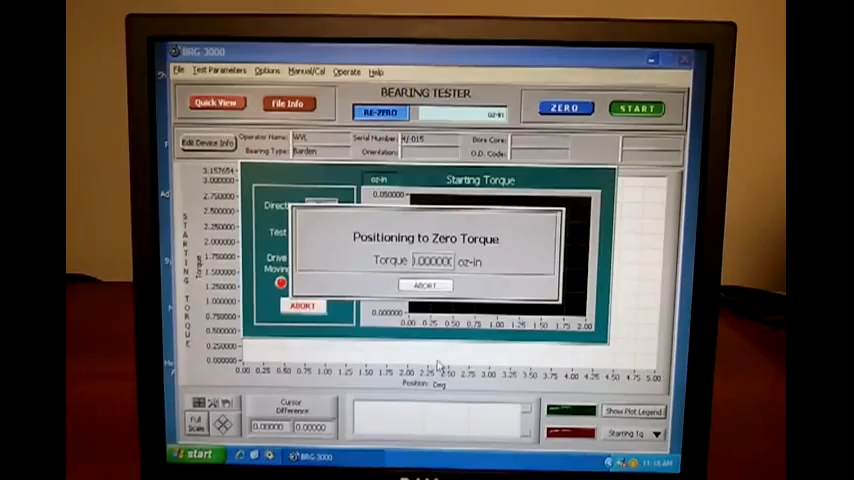 BRG-3000
File Test Parameters Options Manual/Cal Operate Help
BEARING TESTER
Quick View File Info RE-ZERO oz-in ZERO START
Edit Device Info
Operator Name: WVL Serial Number: Bore Core:
Bearing Type: Barden Orientation: O.D. Code:
STARTING TORQUE
Torque
3.157654
3.000000
2.750000
2.500000
2.250000
2.000000
1.750000
1.500000
1.250000
1.000000
0.750000
0.500000
0.250000
0.000000
oz-in Starting Torque
0.050000
Test
Drive
ABORT
0.000000
0.00 0.25 0.50 0.75 1.00 1.25 1.50 1.75 2.00
Positioning to Zero Torque
Torque oz-in
ABORT
0.00 0.25 0.50 0.75 1.00 1.25 1.50 1.75 2.00 2.25 2.50 2.75 3.00 3.25 3.50 3.75 4.00 4.25 4.50 4.75 5.00
Position: Deg
Full Scale
Cursor
Difference
0.00000 0.00000
Show Plot Legend
Starting Tq
start BRG-3000